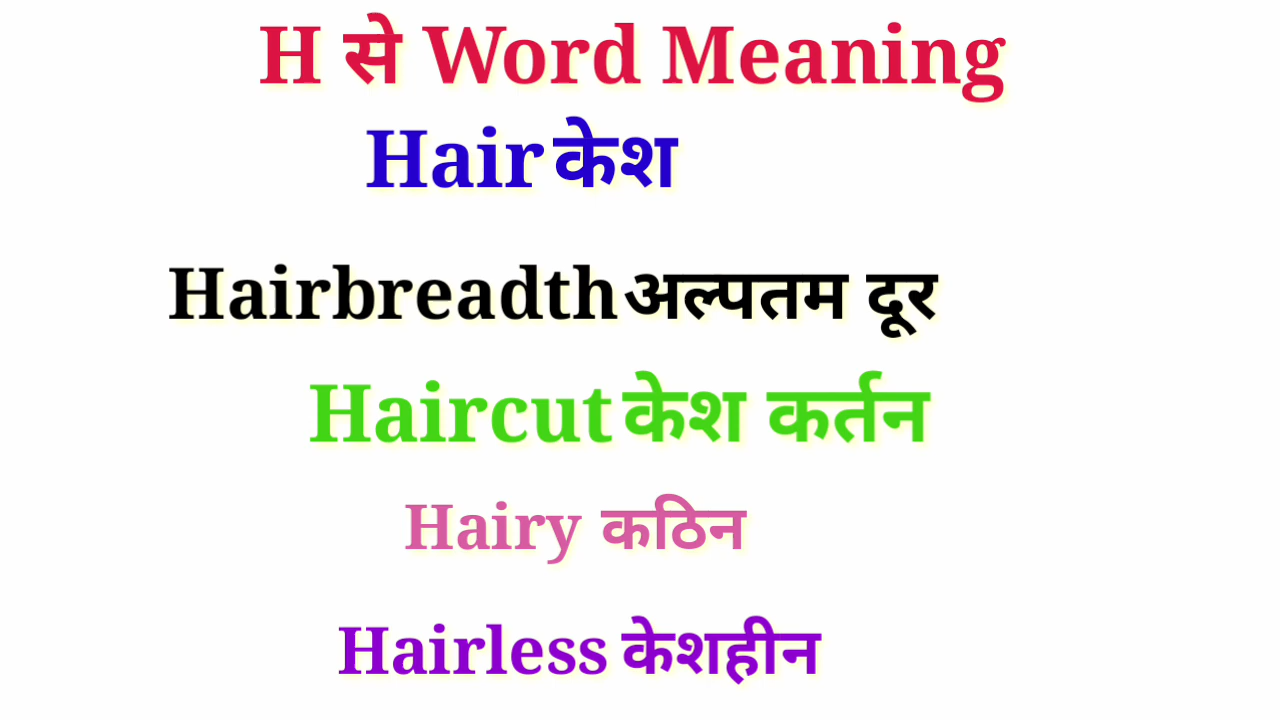 H से Word Meaning
Hair केश
Hairbreadth अल्पतम दूर
Haircut केश कर्तन
Hairy कठिन
Hairless केशहीन